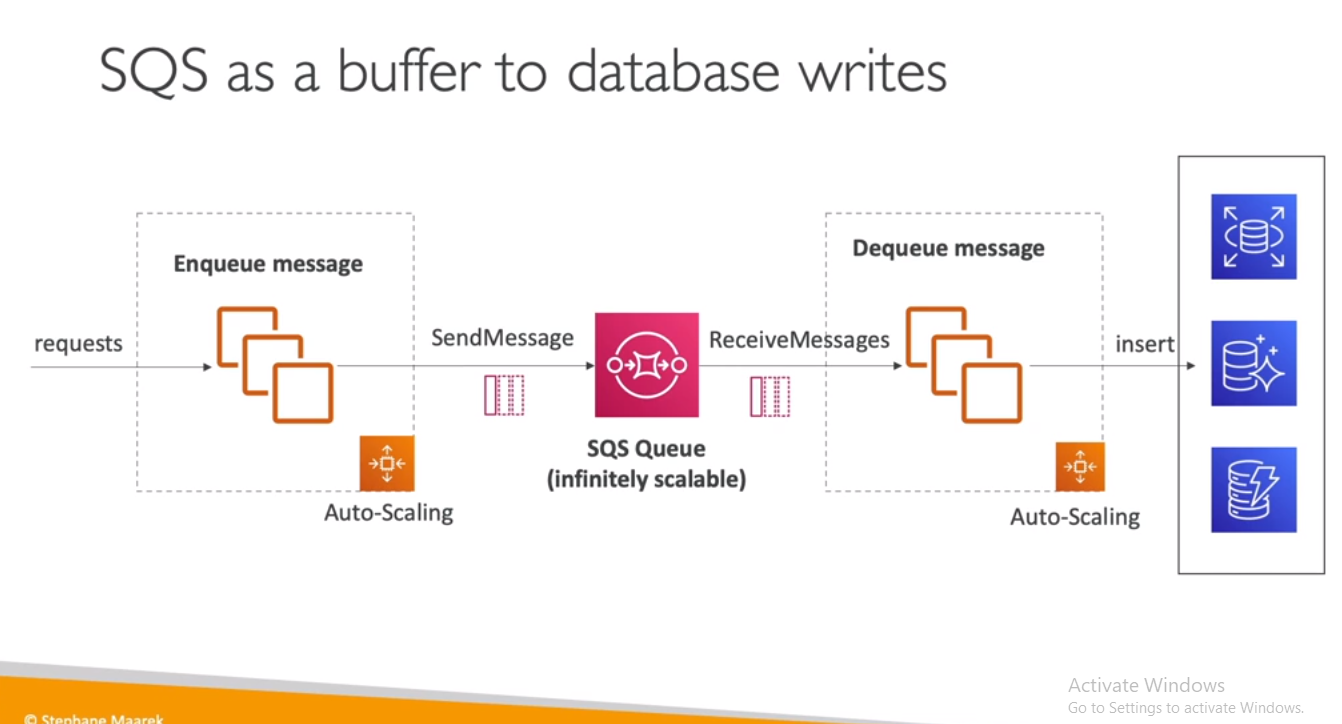 SQS as a buffer to database writes
Enqueue message
Dequeue message
requests
SendMessage
ReceiveMessages
insert
SQS Queue
(infinitely scalable)
Auto-Scaling
Auto-Scaling
Activate Windows
Go to Settings to activate Windows.
© Stephane Maarek